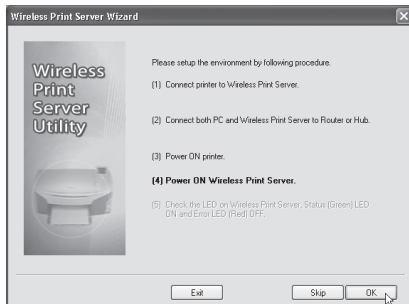 Wireless Print Server Wizard
Wireless
Print
Server
Utility
Please setup the environment by following procedure.
(1) Connect printer to Wireless Print Server.
(2) Connect both PC and Wireless Print Server to Router or Hub.
(3) Power ON printer.
(4) Power ON Wireless Print Server.
(5) Check the LED on Wireless Print Server, Status (Green) LED
ON and Error LED (Red) OFF.
Exit
Skip
OK